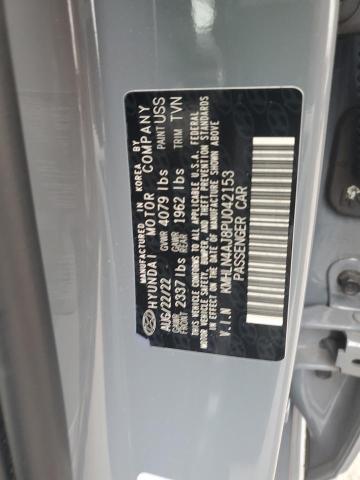 MANUFACTURED IN KOREA BY
HYUNDAI MOTOR COMPANY
AUG/22/22 GVWR 4079 lbs PAINT USS
GAWR FRONT 2337 lbs GAWR REAR 1962 lbs TRIM TVN
THIS VEHICLE CONFORMS TO ALL APPLICABLE U.S.A. FEDERAL
MOTOR VEHICLE SAFETY, BUMPER, AND THEFT PREVENTION STANDARDS
IN EFFECT ON THE DATE OF MANUFACTURE SHOWN ABOVE.
V.I.N KMHLN4AJ8PU042153
PASSENGER CAR